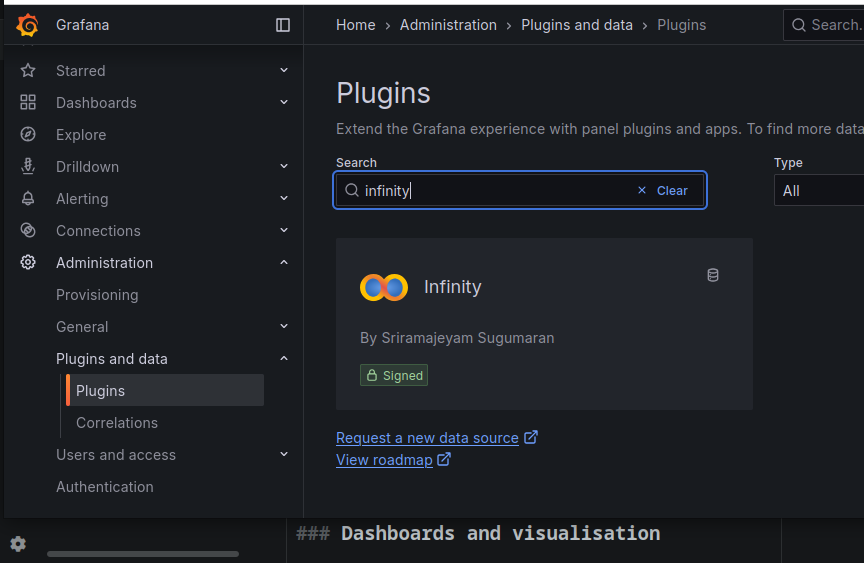 Grafana
Home › Administration › Plugins and data › Plugins
Search.
Starred
Dashboards
Explore
Drilldown
Alerting
Connections
Administration
Provisioning
General
Plugins and data
Plugins
Correlations
Users and access
Authentication
Plugins
Extend the Grafana experience with panel plugins and apps. To find more data
Search
Type
infinity
Clear
All
Infinity
By Sriramajeyam Sugumaran
Signed
Request a new data source
View roadmap
### Dashboards and visualisation